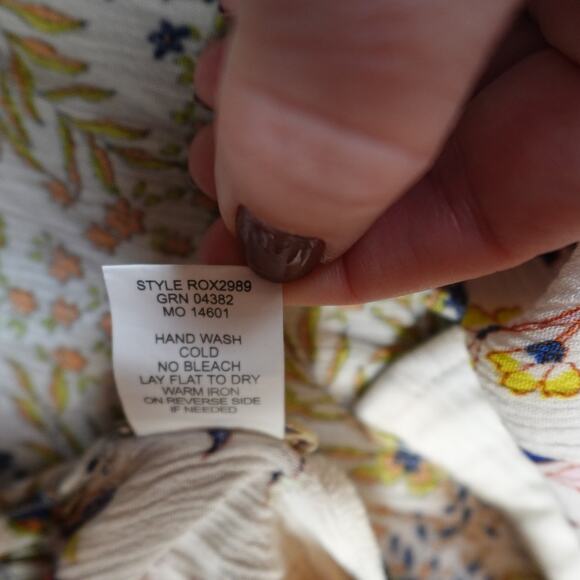 STYLE ROX2989
GRN 04382
MO 14601
HAND WASH
COLD
NO BLEACH
LAY FLAT TO DRY
WARM IRON
ON REVERSE SIDE
IF NEEDED